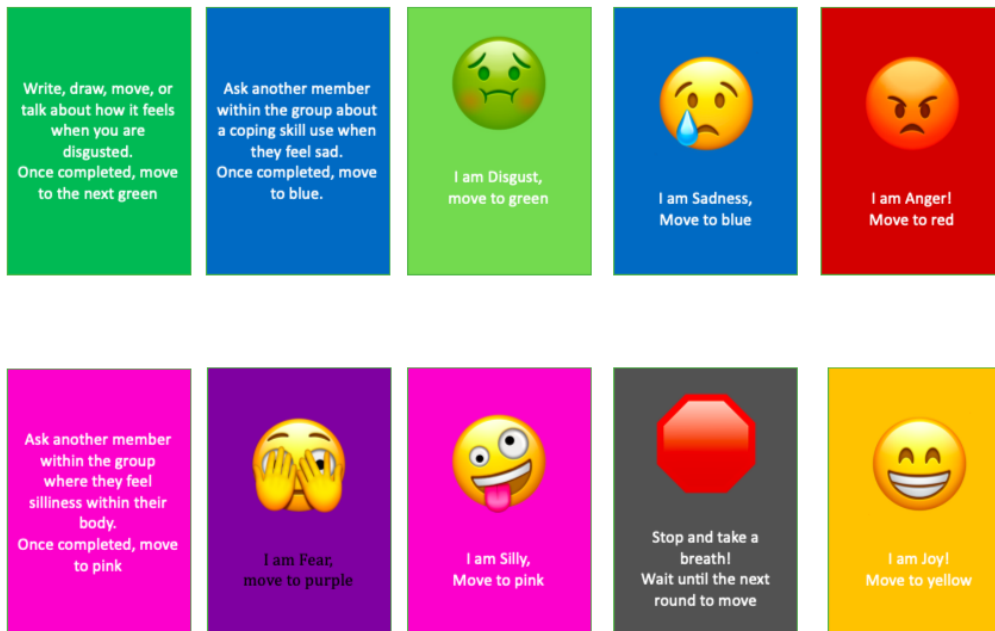 Write, draw, move, or
talk about how it feels
when you are
disgusted.
Once completed, move
to the next green
Ask another member
within the group about
a coping skill use when
they feel sad.
Once completed, move
to blue.
I am Disgust,
move to green
I am Sadness,
Move to blue
I am Anger!
Move to red
Ask another member
within the group
where they feel
silliness within their
body.
Once completed, move
to pink
I am Fear,
move to purple
I am Silly,
Move to pink
Stop and take a
breath!
Wait until the next
round to move
I am Joy!
Move to yellow